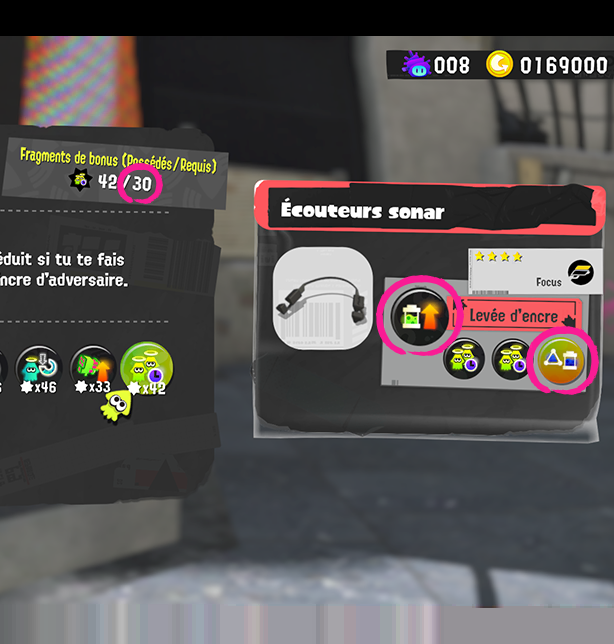 008 0169000
Fragments de bonus (Possédés/Requis)
42/30
Écouteurs sonar
éduit si tu te fais
ncre d'adversaire.
Focus
Levée d'encre
x46 x33 x42